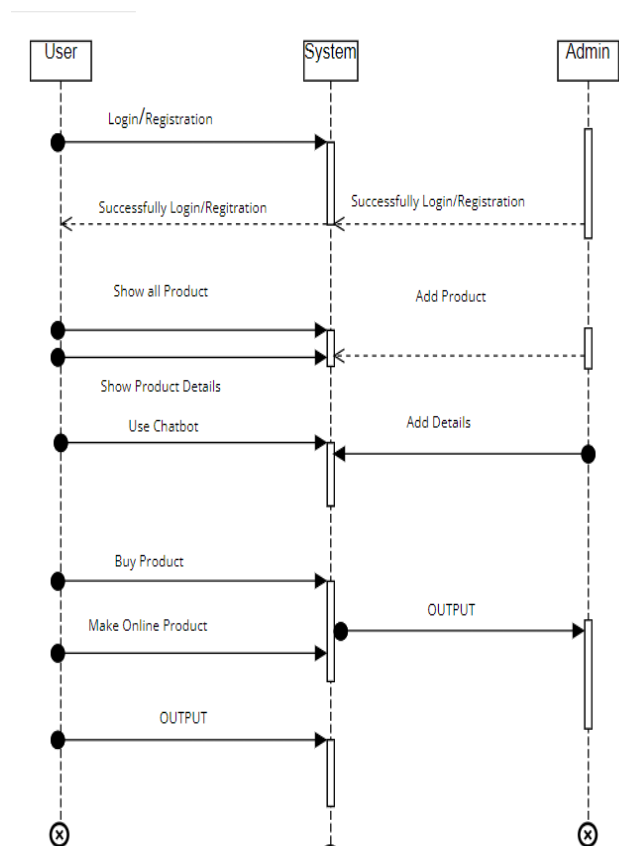 User
System
Admin
Login/Registration
Successfully Login/Regitration
Successfully Login/Registration
Show all Product
Add Product
Show Product Details
Use Chatbot
Add Details
Buy Product
OUTPUT
Make Online Product
OUTPUT